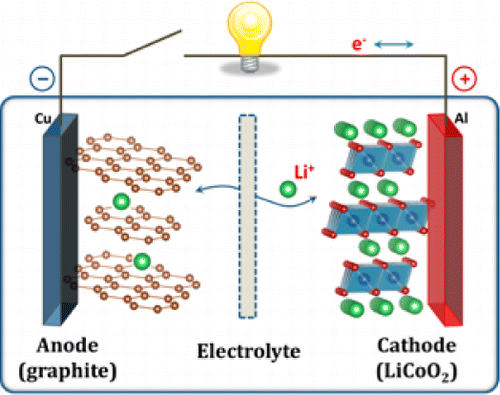 e-
−
+
Cu
Al
Li+
Anode
(graphite)
Electrolyte
Cathode
(LiCoO₂)